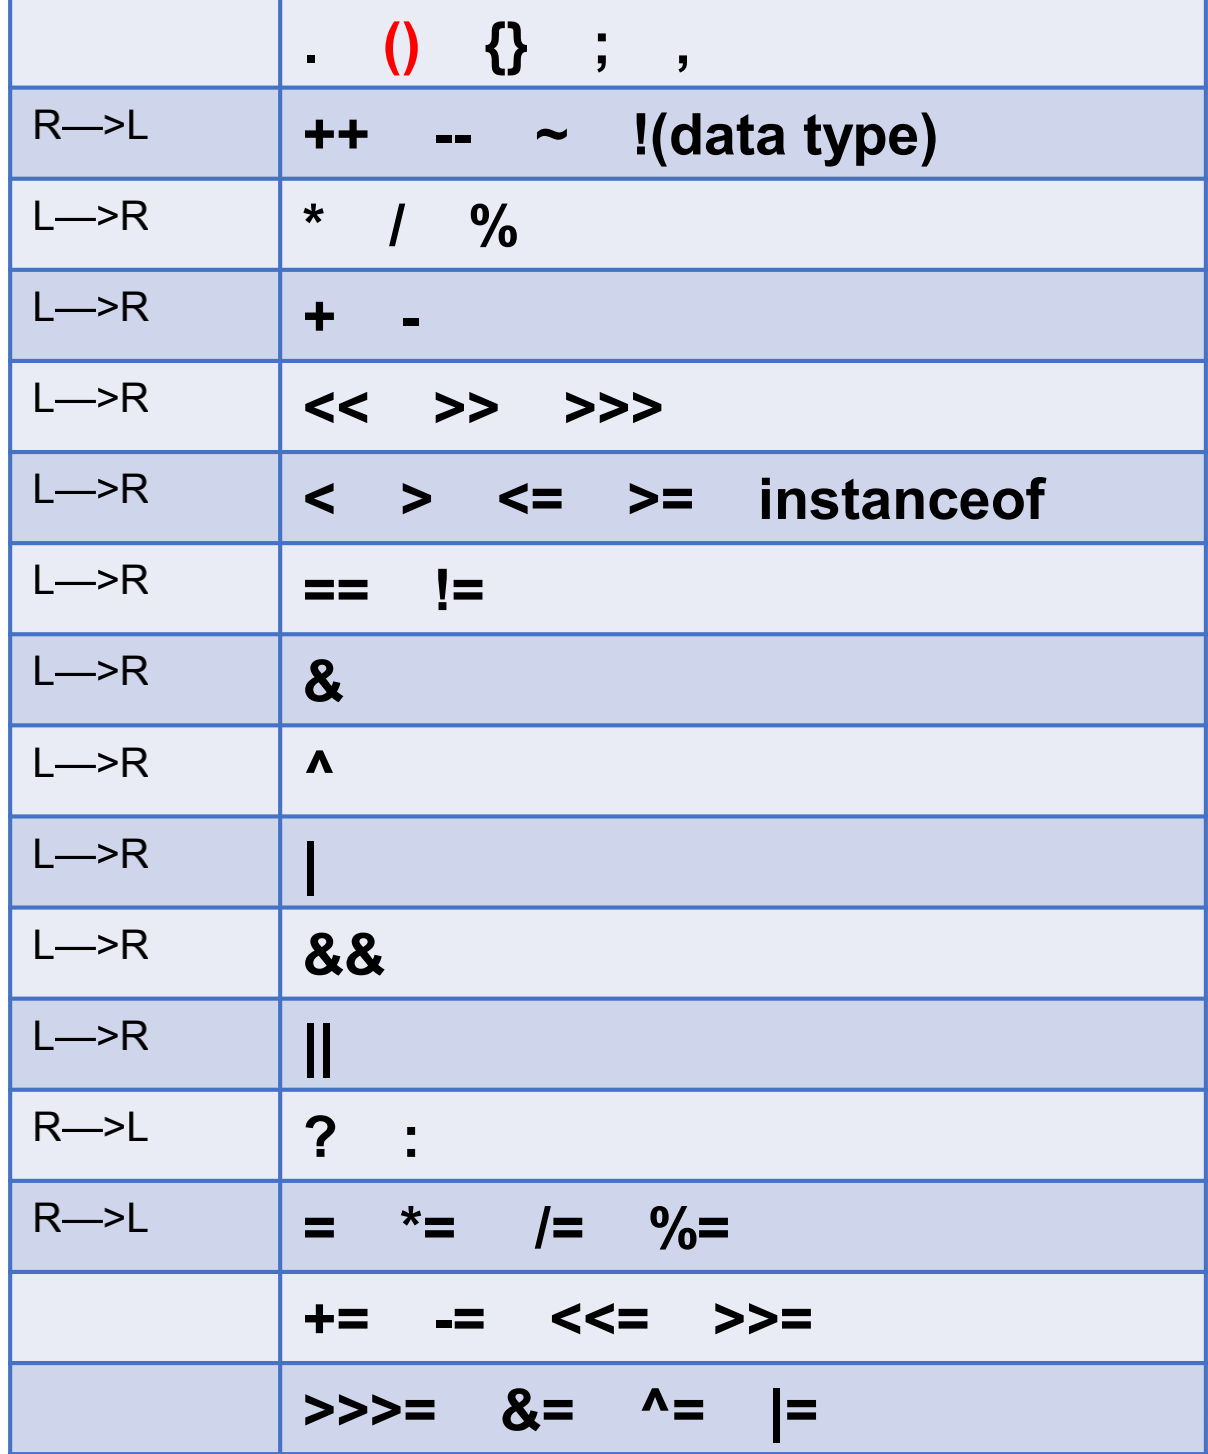 . () {} ; ,
R—>L ++ -- ~ !(data type)
L—>R * / %
L—>R + -
L—>R << >> >>>
L—>R < > <= >= instanceof
L—>R == !=
L—>R &
L—>R ^
L—>R |
L—>R &&
L—>R ||
R—>L ? :
R—>L = *= /= %=
+= -= <<= >>=
>>>= &= ^= |=